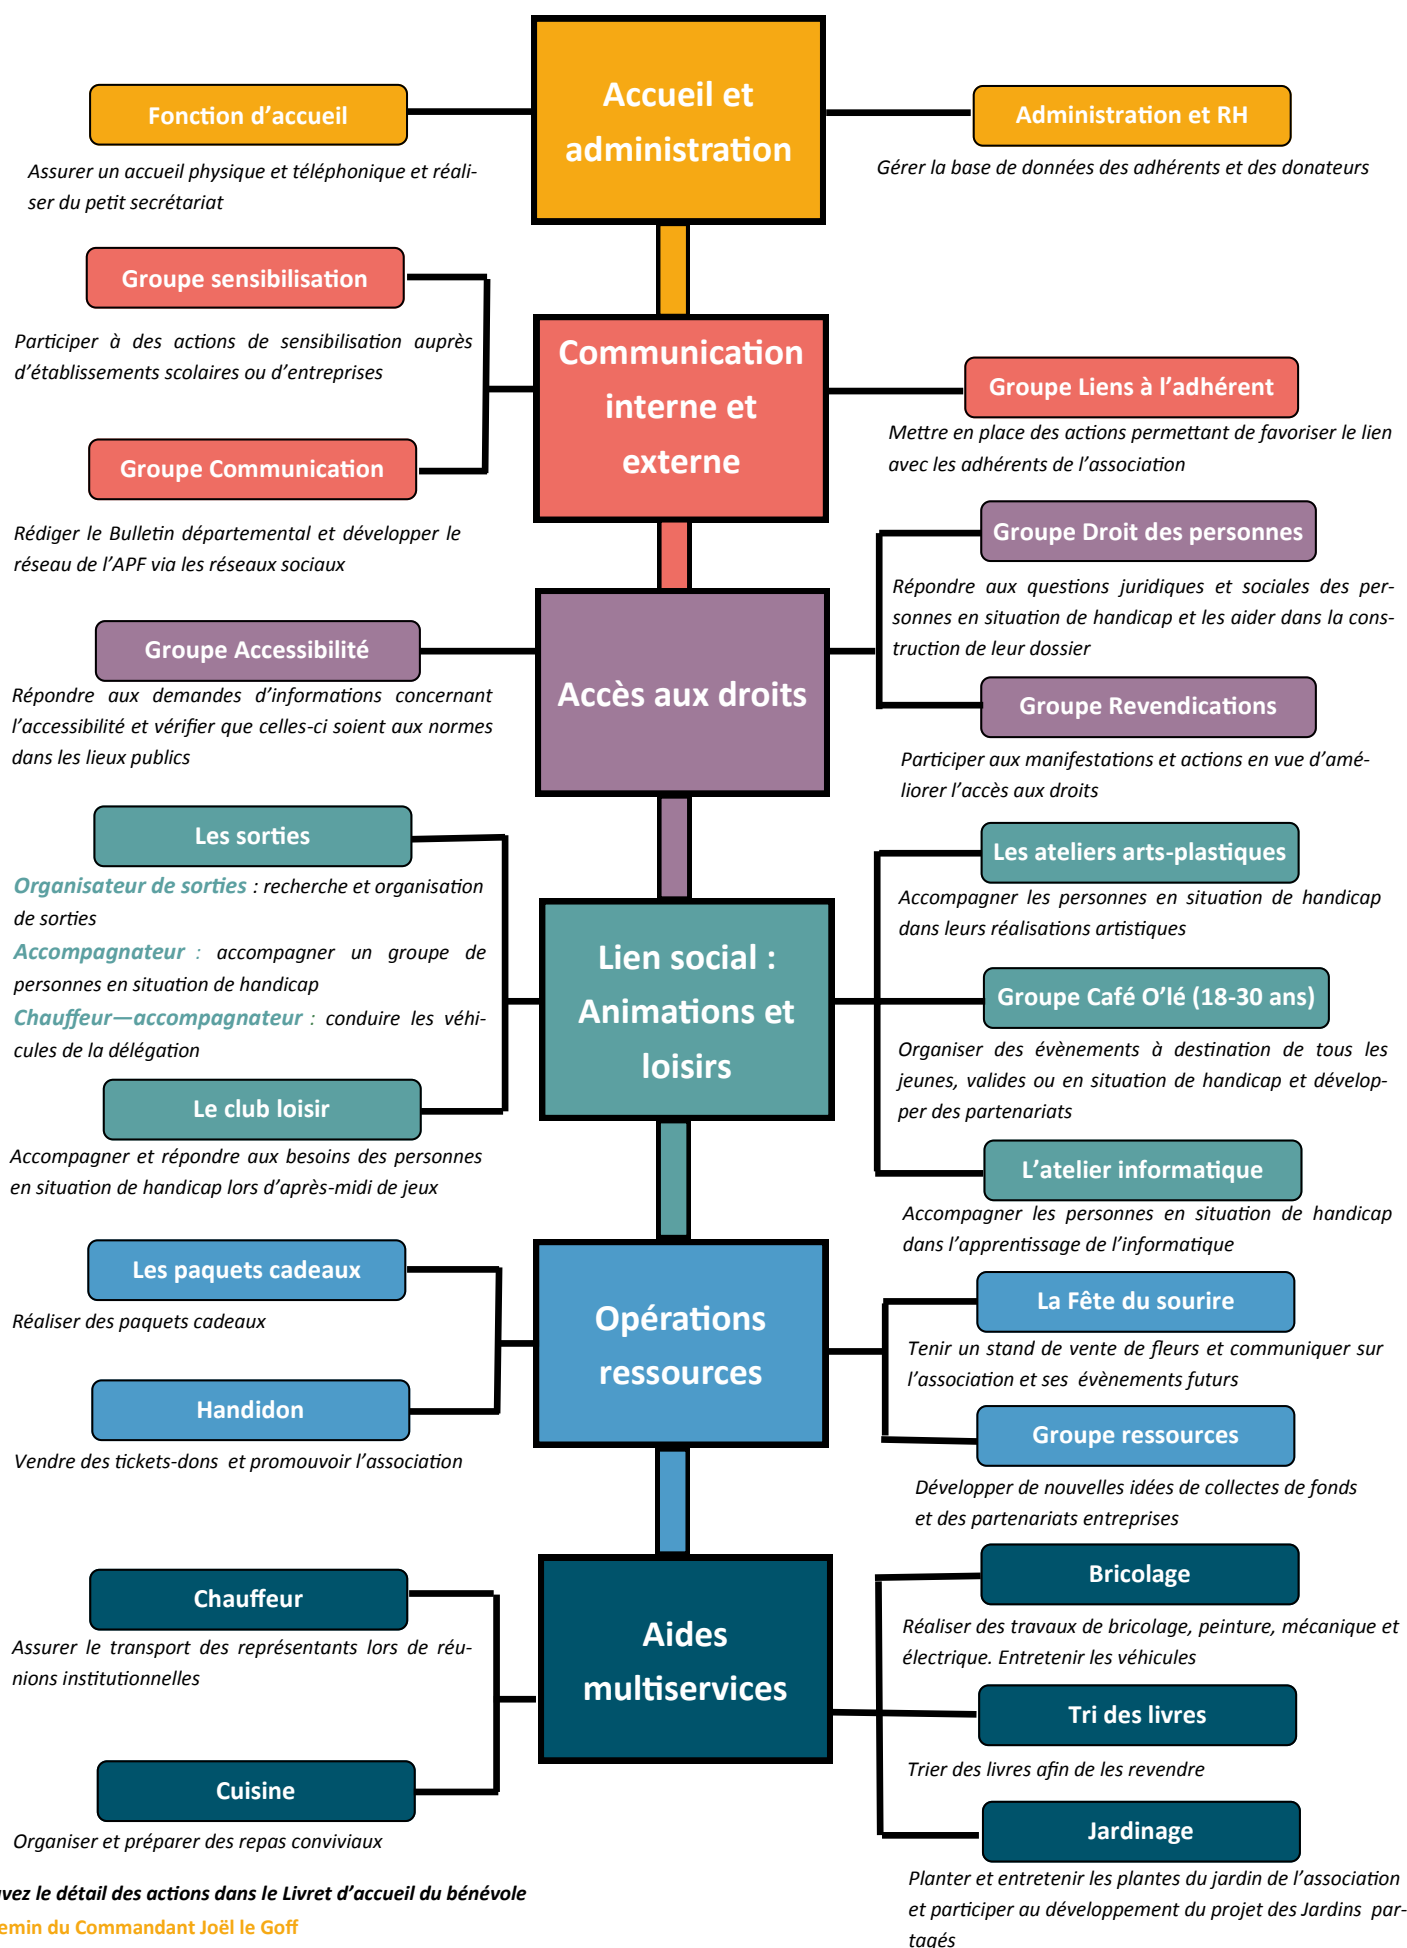 Accueil et
administration
Fonction d’accueil
Assurer un accueil physique et téléphonique et réali-
ser du petit secrétariat
Administration et RH
Gérer la base de données des adhérents et des donateurs
Communication
interne et
externe
Groupe sensibilisation
Participer à des actions de sensibilisation auprès
d’établissements scolaires ou d’entreprises
Groupe Communication
Rédiger le Bulletin départemental et développer le
réseau de l’APF via les réseaux sociaux
Groupe Liens à l’adhérent
Mettre en place des actions permettant de favoriser le lien
avec les adhérents de l’association
Accès aux droits
Groupe Accessibilité
Répondre aux demandes d’informations concernant
l’accessibilité et vérifier que celles-ci soient aux normes
dans les lieux publics
Groupe Droit des personnes
Répondre aux questions juridiques et sociales des per-
sonnes en situation de handicap et les aider dans la cons-
truction de leur dossier
Groupe Revendications
Participer aux manifestations et actions en vue d’amé-
liorer l’accès aux droits
Lien social :
Animations et
loisirs
Les sorties
Organisateur de sorties : recherche et organisation
de sorties
Accompagnateur : accompagner un groupe de
personnes en situation de handicap
Chauffeur—accompagnateur : conduire les véhi-
cules de la délégation
Le club loisir
Accompagner et répondre aux besoins des personnes
en situation de handicap lors d’après-midi de jeux
Les ateliers arts-plastiques
Accompagner les personnes en situation de handicap
dans leurs réalisations artistiques
Groupe Café O’lé (18-30 ans)
Organiser des évènements à destination de tous les
jeunes, valides ou en situation de handicap et dévelop-
per des partenariats
L’atelier informatique
Accompagner les personnes en situation de handicap
dans l’apprentissage de l’informatique
Opérations
ressources
Les paquets cadeaux
Réaliser des paquets cadeaux
Handidon
Vendre des tickets-dons et promouvoir l’association
La Fête du sourire
Tenir un stand de vente de fleurs et communiquer sur
l’association et ses évènements futurs
Groupe ressources
Développer de nouvelles idées de collectes de fonds
et des partenariats entreprises
Aides
multiservices
Chauffeur
Assurer le transport des représentants lors de réu-
nions institutionnelles
Cuisine
Organiser et préparer des repas conviviaux
Bricolage
Réaliser des travaux de bricolage, peinture, mécanique et
électrique. Entretenir les véhicules
Tri des livres
Trier des livres afin de les revendre
Jardinage
Planter et entretenir les plantes du jardin de l’association
et participer au développement du projet des Jardins par-
tagés
le détail des actions dans le Livret d’accueil du bénévole
du Commandant Joël le Goff